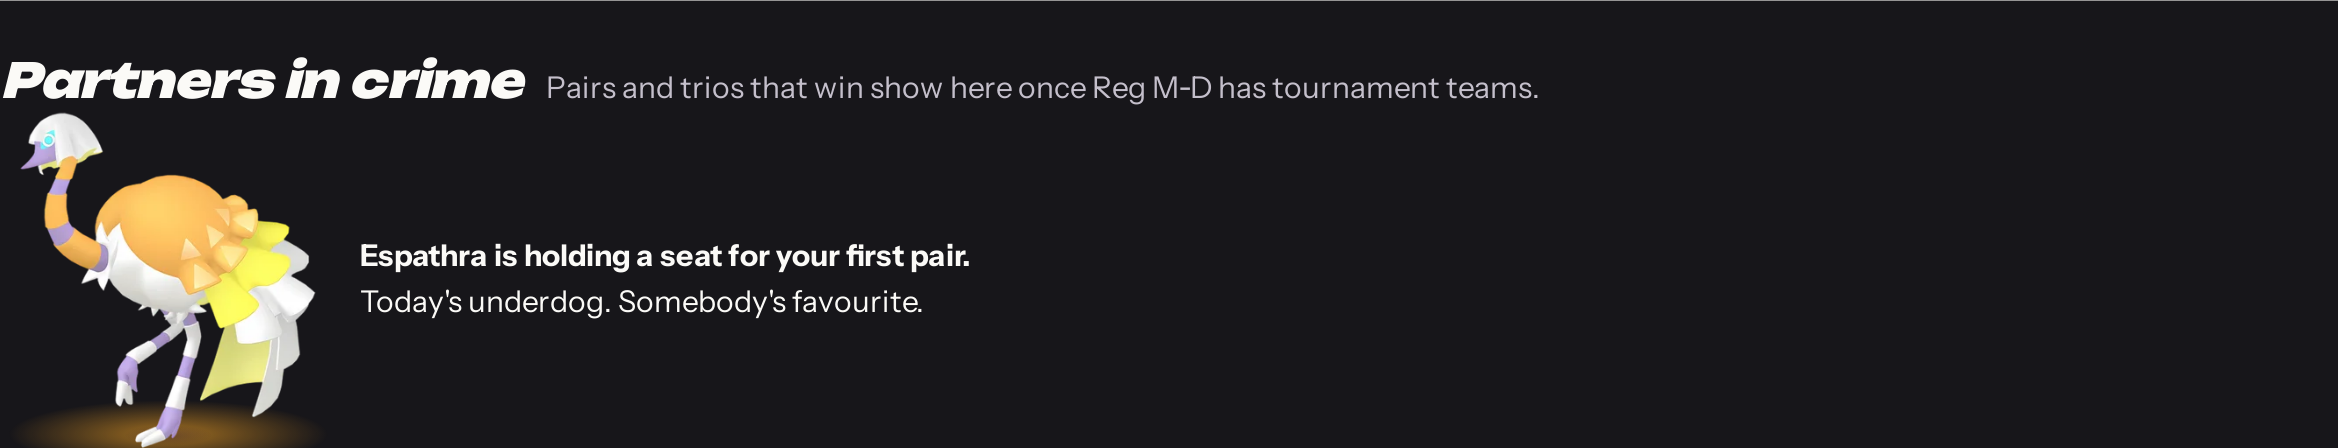 Partners in crime Pairs and trios that win show here once Reg M-D has tournament teams.
Espathra is holding a seat for your first pair.
Today's underdog. Somebody's favourite.